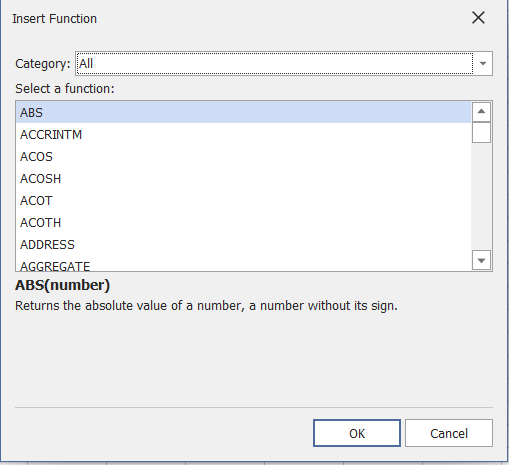 Insert Function
Category: All
Select a function:
ABS
ACCRINTM
ACOS
ACOSH
ACOT
ACOTH
ADDRESS
AGGREGATE
ABS(number)
Returns the absolute value of a number, a number without its sign.
OK Cancel